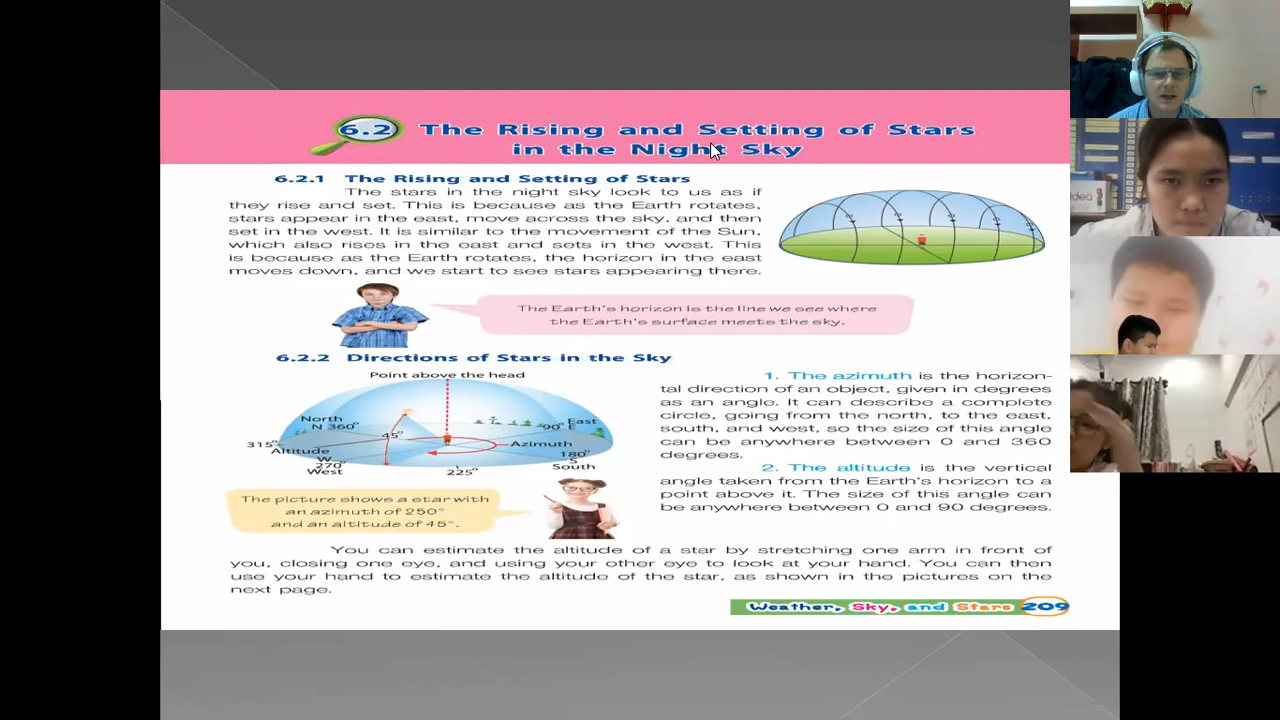 6.2 The Rising and Setting of Stars
in the Night Sky
6.2.1 The Rising and Setting of Stars
The stars in the night sky look to us as if
they rise and set. This is because as the Earth rotates,
stars appear in the east, move across the sky, and then
set in the west. It is similar to the movement of the Sun,
which also rises in the east and sets in the west. This
is because as the Earth rotates, the horizon in the east
moves down, and we start to see stars appearing there.
The Earth's horizon is the line we see where
the Earth's surface meets the sky.
6.2.2 Directions of Stars in the Sky
Point above the head
North
N 360°
East
90° E
315°
45°
Azimuth
Altitude
W
270°
West
225°
180°
S
South
The picture shows a star with
an azimuth of 250°
and an altitude of 45°.
1. The azimuth is the horizon-
tal direction of an object, given in degrees
as an angle. It can describe a complete
circle, going from the north, to the east,
south, and west, so the size of this angle
can be anywhere between 0 and 360
degrees.
2. The altitude is the vertical
angle taken from the Earth's horizon to a
point above it. The size of this angle can
be anywhere between 0 and 90 degrees.
You can estimate the altitude of a star by stretching one arm in front of
you, closing one eye, and using your other eye to look at your hand. You can then
use your hand to estimate the altitude of the star, as shown in the pictures on the
next page.
Weather, Sky, and Stars 209